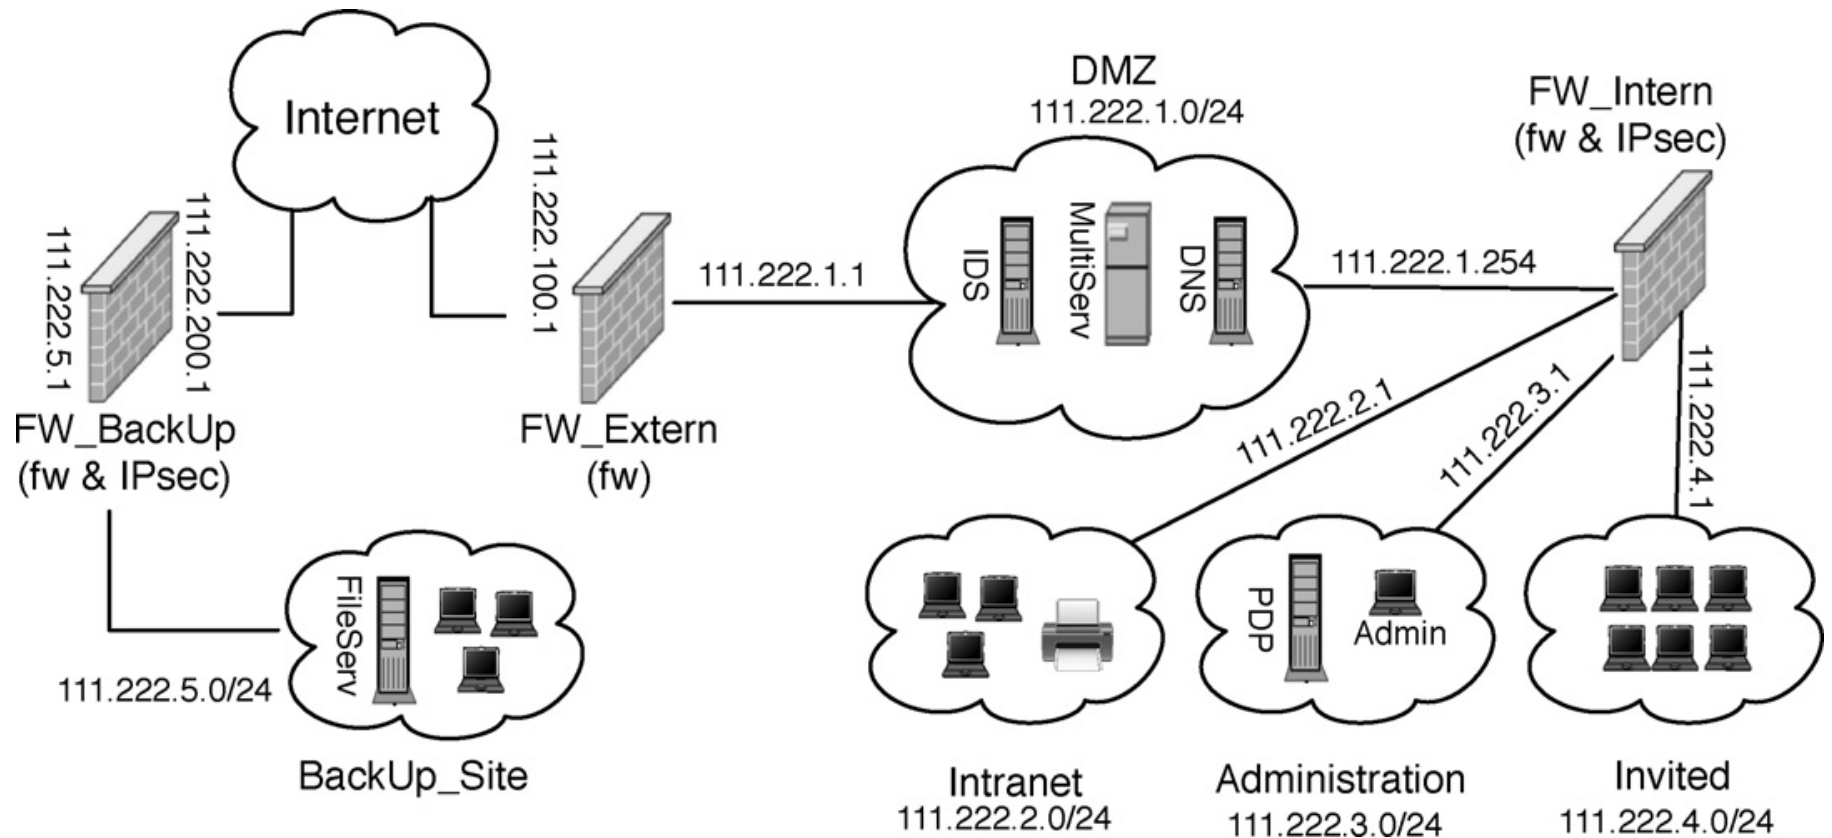 Internet
DMZ
111.222.1.0/24
FW_Intern
(fw & IPsec)
111.222.5.1
111.222.200.1
111.222.100.1
111.222.1.1
IDS
MultiServ
DNS
111.222.1.254
FW_BackUp
(fw & IPsec)
FW_Extern
(fw)
111.222.2.1
111.222.3.1
111.222.4.1
FileServ
111.222.5.0/24
BackUp_Site
PDP
Admin
Intranet
111.222.2.0/24
Administration
111.222.3.0/24
Invited
111.222.4.0/24